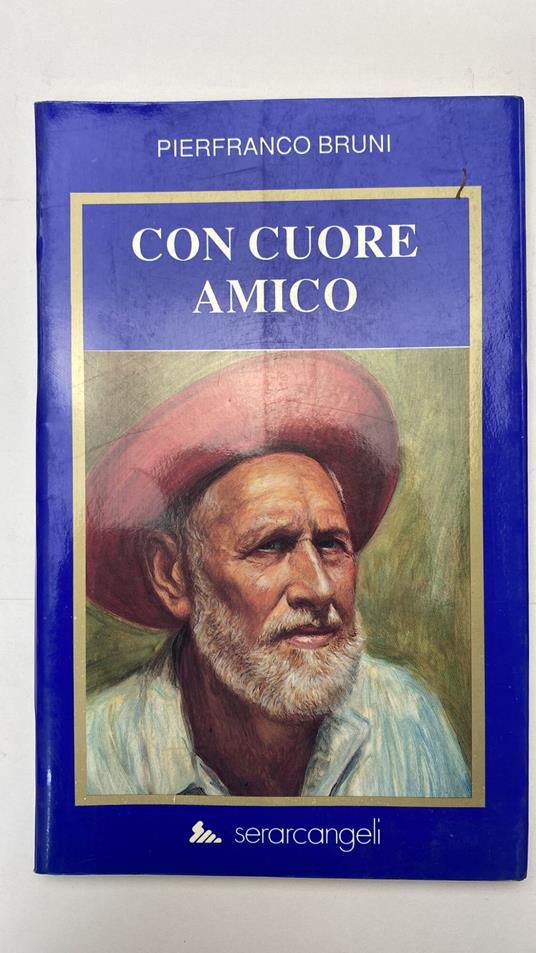 PIERFRANCO BRUNI
CON CUORE
AMICO
serarcangeli